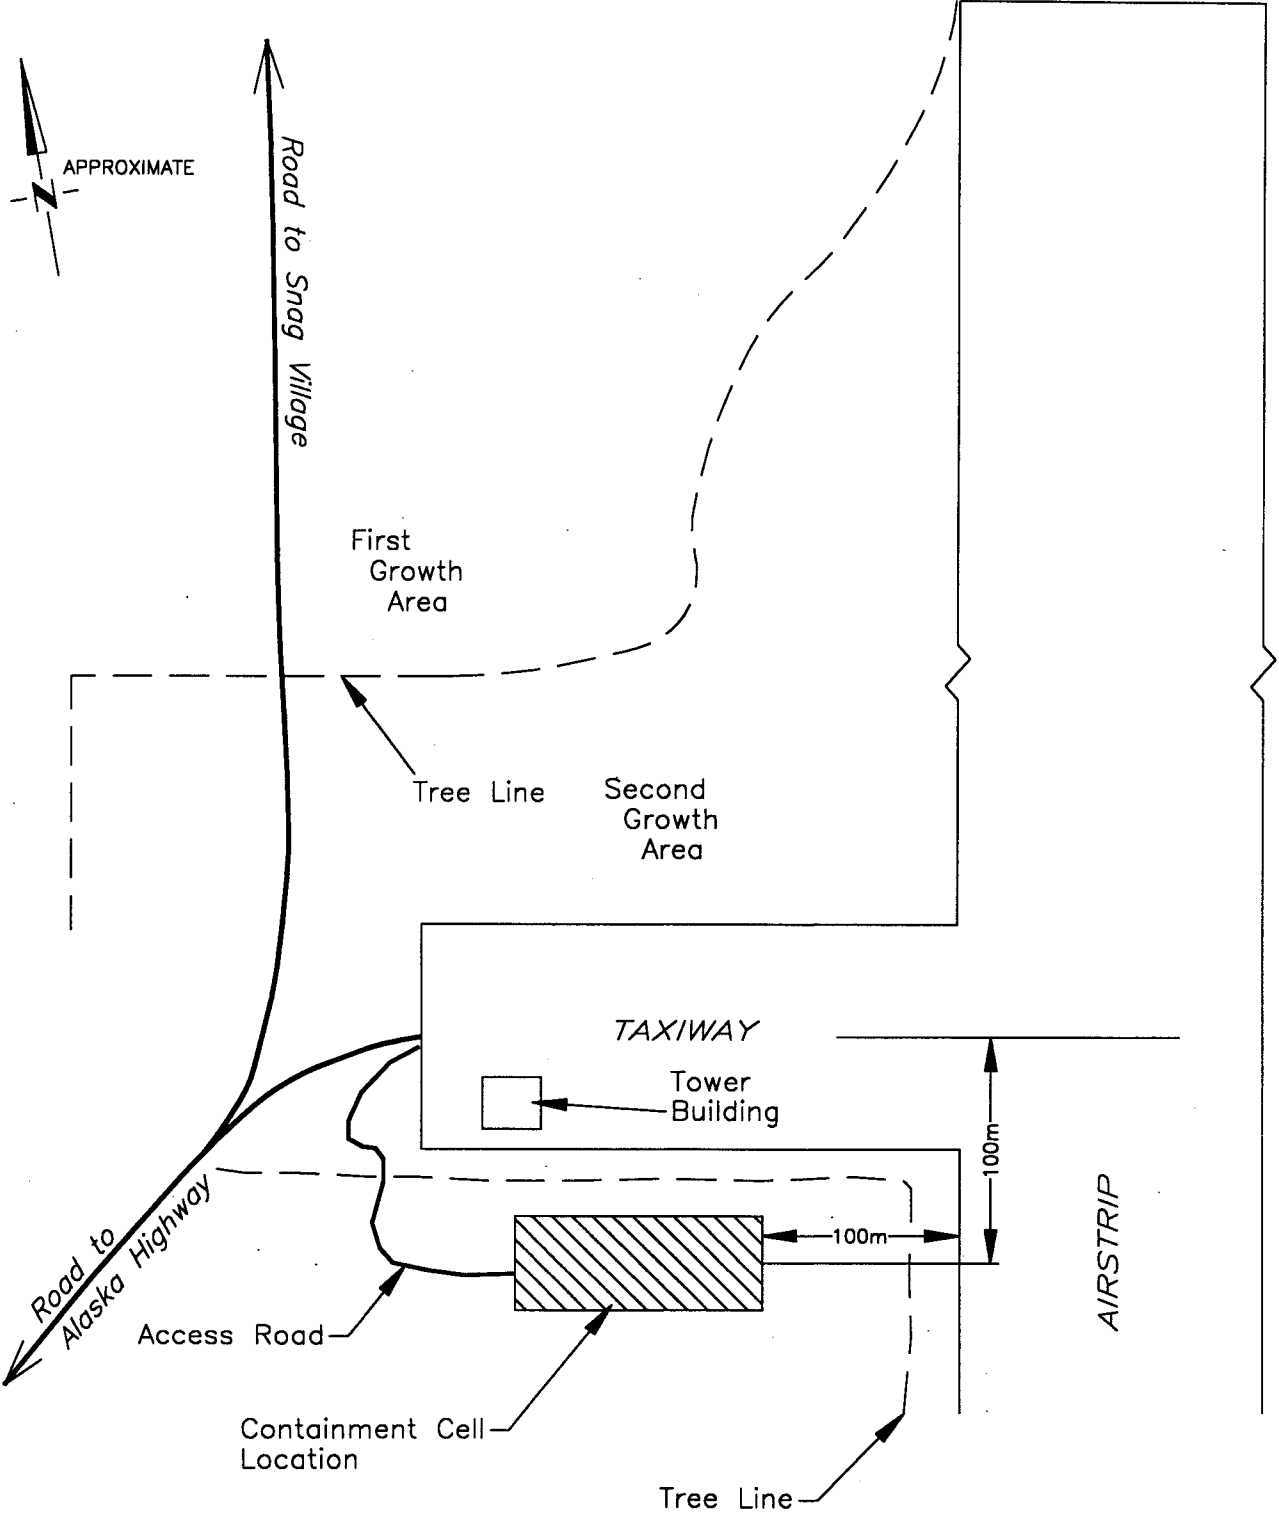 APPROXIMATE
N
Road to Snag Village
First
Growth
Area
Tree Line
Second
Growth
Area
TAXIWAY
Tower
Building
100m
100m
AIRSTRIP
Road to
Alaska Highway
Access Road
Containment Cell
Location
Tree Line